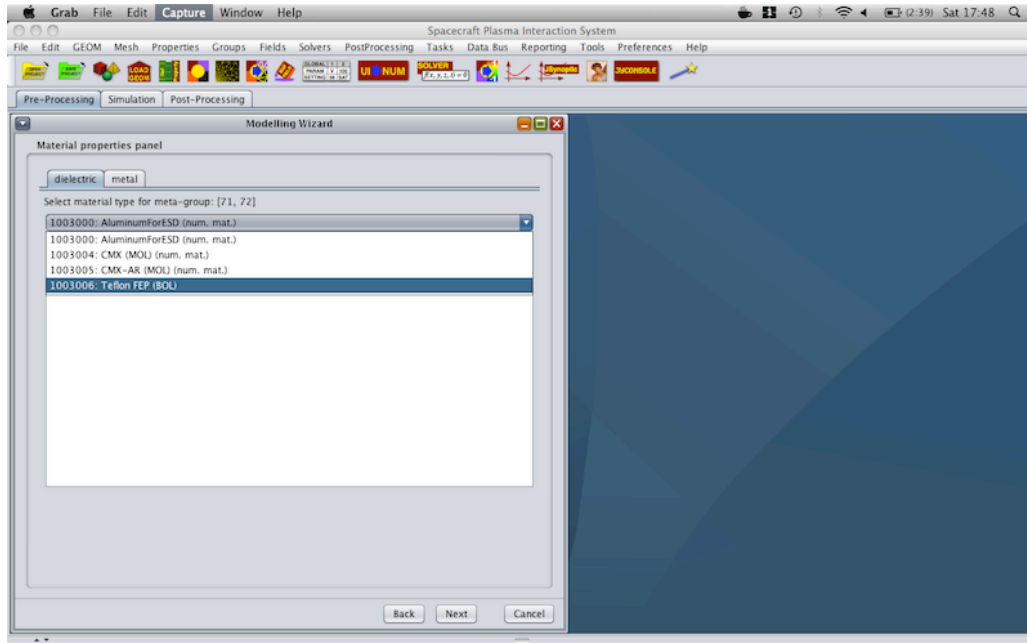 Grab File Edit Capture Window Help (2:39) Sat 17:48
Spacecraft Plasma Interaction System
File Edit GEOM Mesh Properties Groups Fields Solvers PostProcessing Tasks Data Bus Reporting Tools Preferences Help
LOAD GEOM UI NUM SOLVER JUCONSOLE
Pre-Processing Simulation Post-Processing
Modelling Wizard
Material properties panel
dielectric metal
Select material type for meta-group: [71, 72]
1003000: AluminumForESD (num. mat.)
1003000: AluminumForESD (num. mat.)
1003004: CMX (MOL) (num. mat.)
1003005: CMX-AR (MOL) (num. mat.)
1003006: Teflon FEP (BOL)
Back Next Cancel